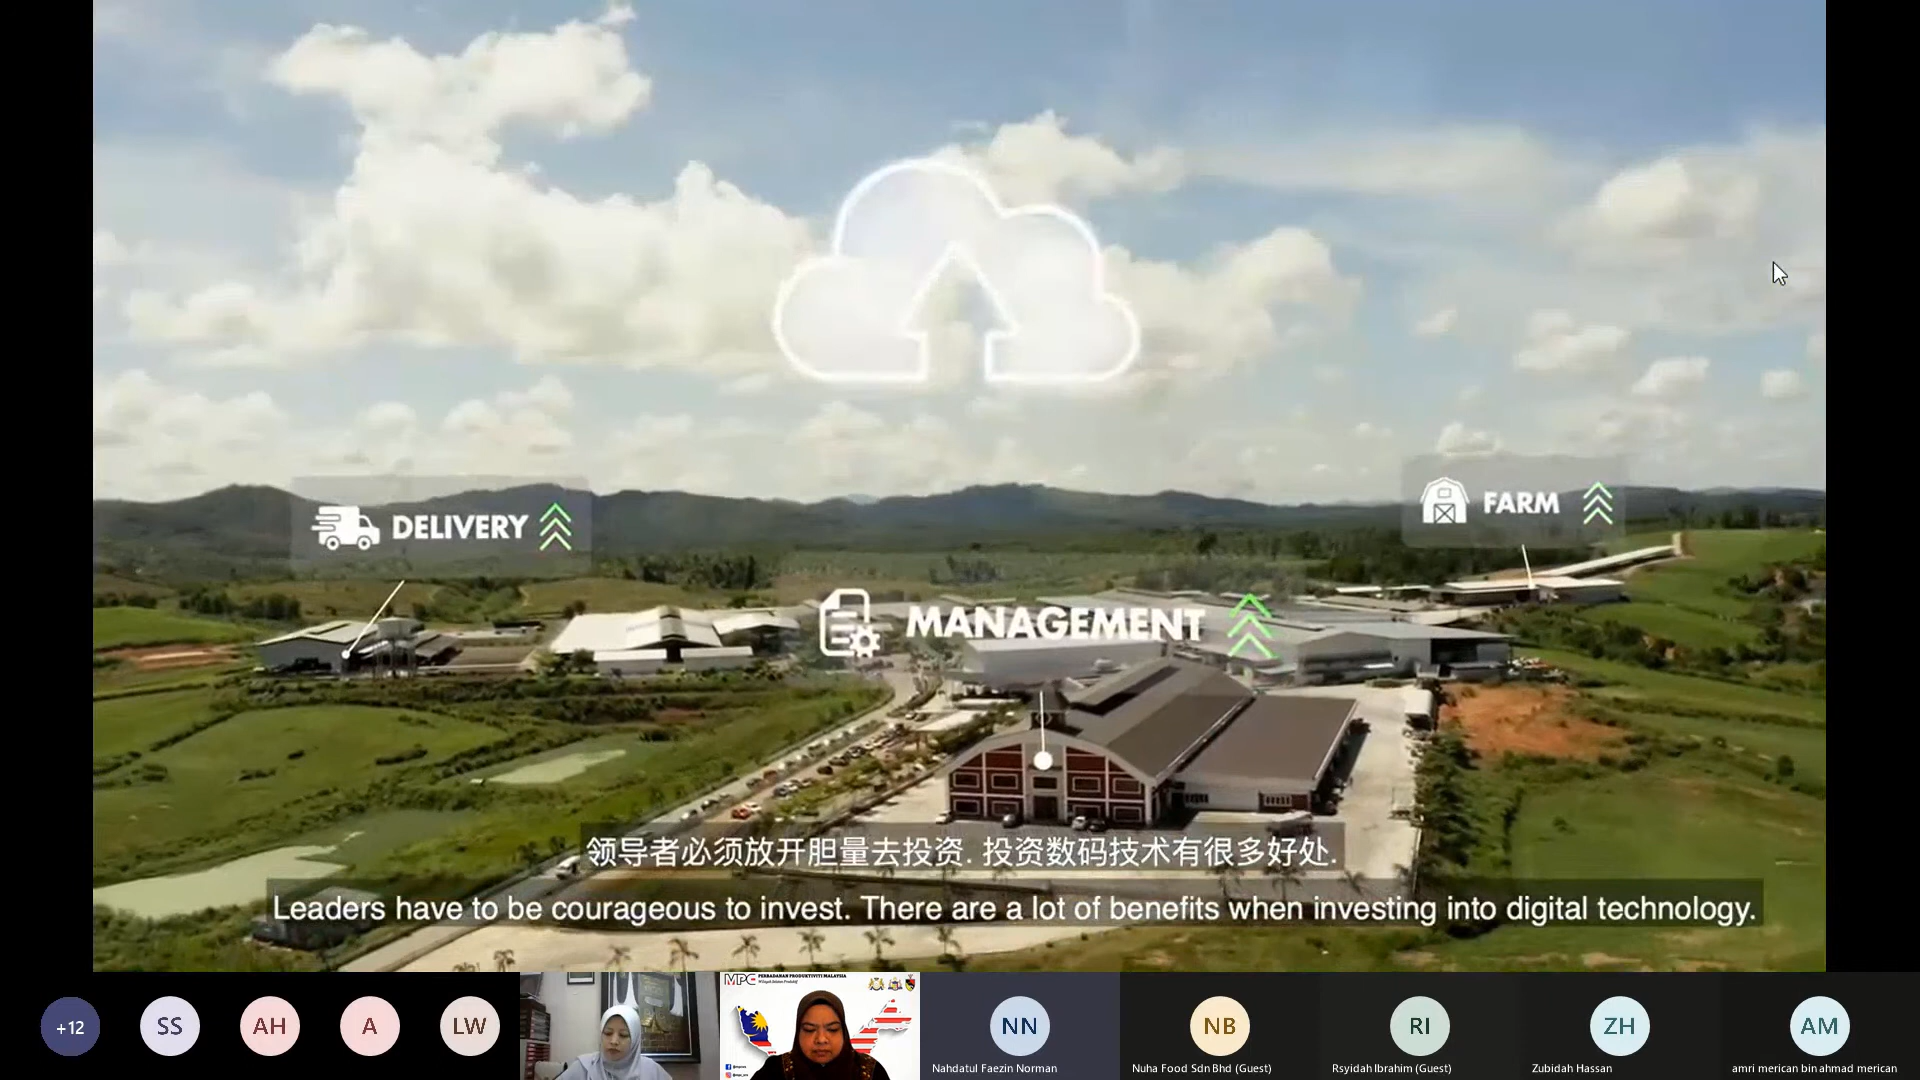 DELIVERY
FARM
MANAGEMENT
领导者必须放开胆量去投资. 投资数码技术有很多好处.
Leaders have to be courageous to invest. There are a lot of benefits when investing into digital technology.
+12
SS
AH
A
LW
MPC PERBADANAN PRODUKTIVITI MALAYSIA
NN
Nahdatul Faezin Norman
NB
Nuha Food Sdn Bhd (Guest)
RI
Rsyidah Ibrahim (Guest)
ZH
Zubidah Hassan
AM
amri merican bin ahmad merican